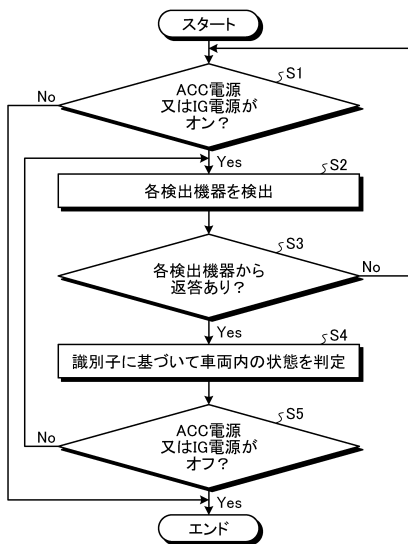 スタート
S1
ACC電源
又はIG電源が
オン？
No
Yes
S2
各検出機器を検出
S3
各検出機器から
返答あり？
No
Yes
S4
識別子に基づいて車両内の状態を判定
S5
ACC電源
又はIG電源が
オフ？
No
Yes
エンド